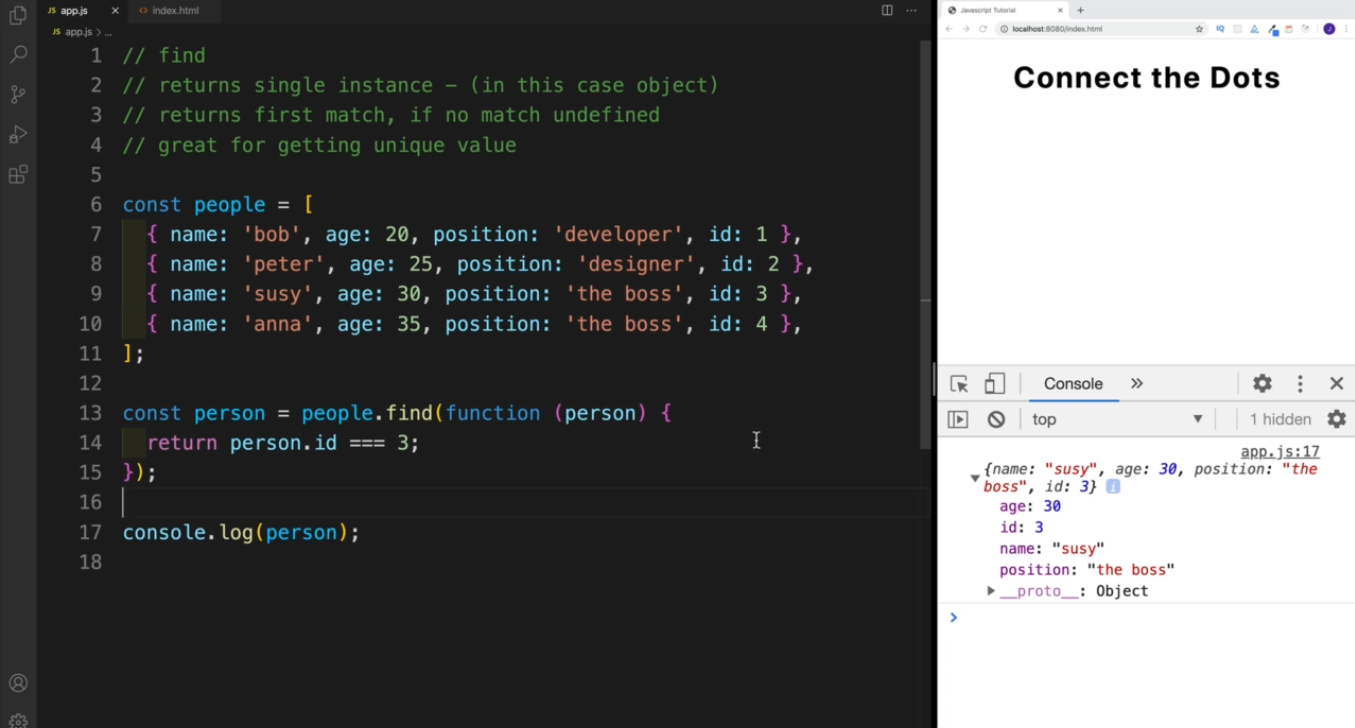 app.js
index.html
app.js > ...
1 // find
2 // returns single instance – (in this case object)
3 // returns first match, if no match undefined
4 // great for getting unique value
5
6 const people = [
7 { name: 'bob', age: 20, position: 'developer', id: 1 },
8 { name: 'peter', age: 25, position: 'designer', id: 2 },
9 { name: 'susy', age: 30, position: 'the boss', id: 3 },
10 { name: 'anna', age: 35, position: 'the boss', id: 4 },
11 ];
12
13 const person = people.find(function (person) {
14 return person.id === 3;
15 });
16
17 console.log(person);
18
Javascript Tutorial
localhost:8080/index.html
IQ
J
Connect the Dots
Console
top
1 hidden
app.js:17
{name: "susy", age: 30, position: "the
boss", id: 3} i
age: 30
id: 3
name: "susy"
position: "the boss"
__proto__: Object